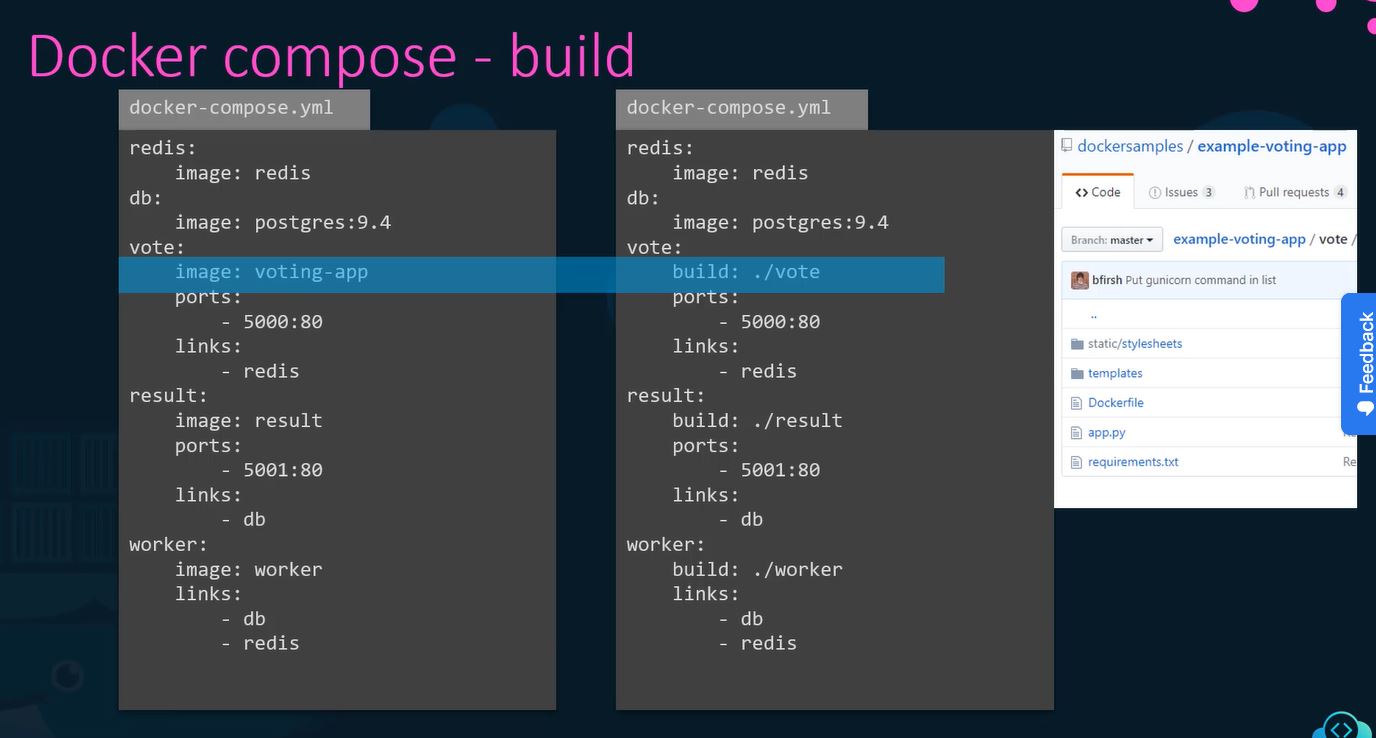 Docker compose - build
docker-compose.yml
redis:
    image: redis
db:
    image: postgres:9.4
vote:
    image: voting-app
    ports:
        - 5000:80
    links:
        - redis
result:
    image: result
    ports:
        - 5001:80
    links:
        - db
worker:
    image: worker
    links:
        - db
        - redis
docker-compose.yml
redis:
    image: redis
db:
    image: postgres:9.4
vote:
    build: ./vote
    ports:
        - 5000:80
    links:
        - redis
result:
    build: ./result
    ports:
        - 5001:80
    links:
        - db
worker:
    build: ./worker
    links:
        - db
        - redis
dockersamples / example-voting-app
<> Code Issues 3 Pull requests 4
Branch: master example-voting-app / vote /
bfirsh Put gunicorn command in list
..
static/stylesheets
templates
Dockerfile
app.py
requirements.txt Re
Feedback